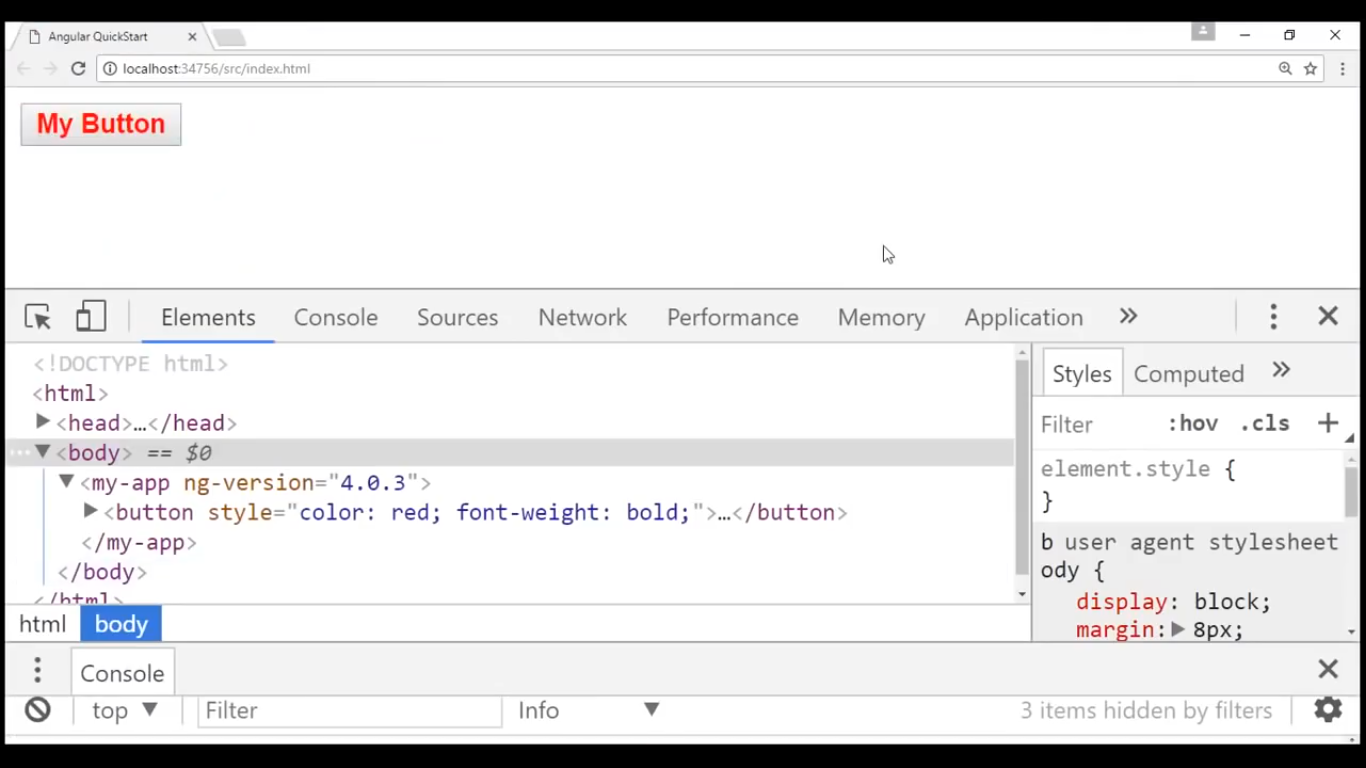 Angular QuickStart
localhost:34756/src/index.html
My Button
Elements Console Sources Network Performance Memory Application »
<!DOCTYPE html>
<html>
<head>…</head>
<body> == $0
<my-app ng-version="4.0.3">
<button style="color: red; font-weight: bold;">…</button>
</my-app>
</body>
</html>
html body
Styles Computed »
Filter :hov .cls +
element.style {
}
b user agent stylesheet
ody {
display: block;
margin: 8px;
Console
top Filter Info 3 items hidden by filters